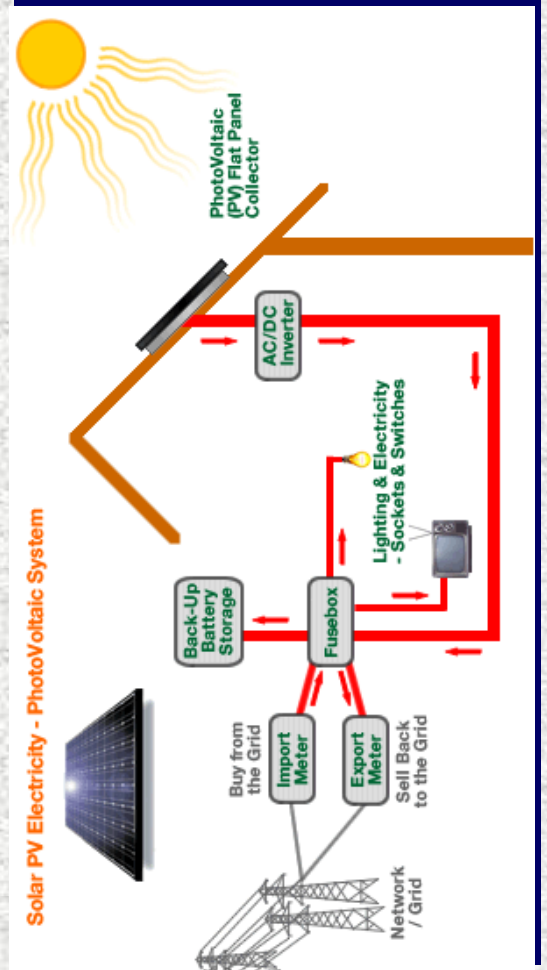 Solar PV Electricity - PhotoVoltaic System
PhotoVoltaic
(PV) Flat Panel
Collector
AC/DC
Inverter
Back-Up
Battery
Storage
Lighting & Electricity
- Sockets & Switches
Fusebox
Buy from
the Grid
Import
Meter
Export
Meter
Sell Back
to the Grid
Network
/ Grid